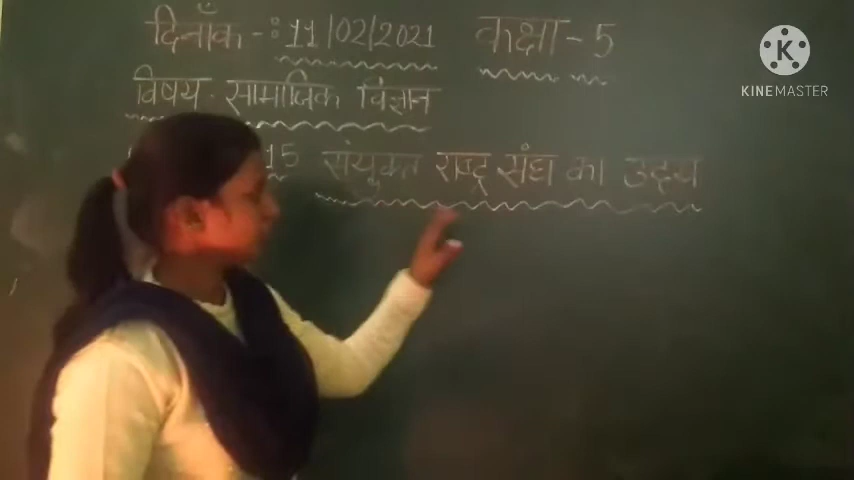 दिनाँक -: 11/02/2021 कक्षा - 5
विषय - सामाजिक विज्ञान
15 संयुक्त राष्ट्र संघ का उदय
KINEMASTER